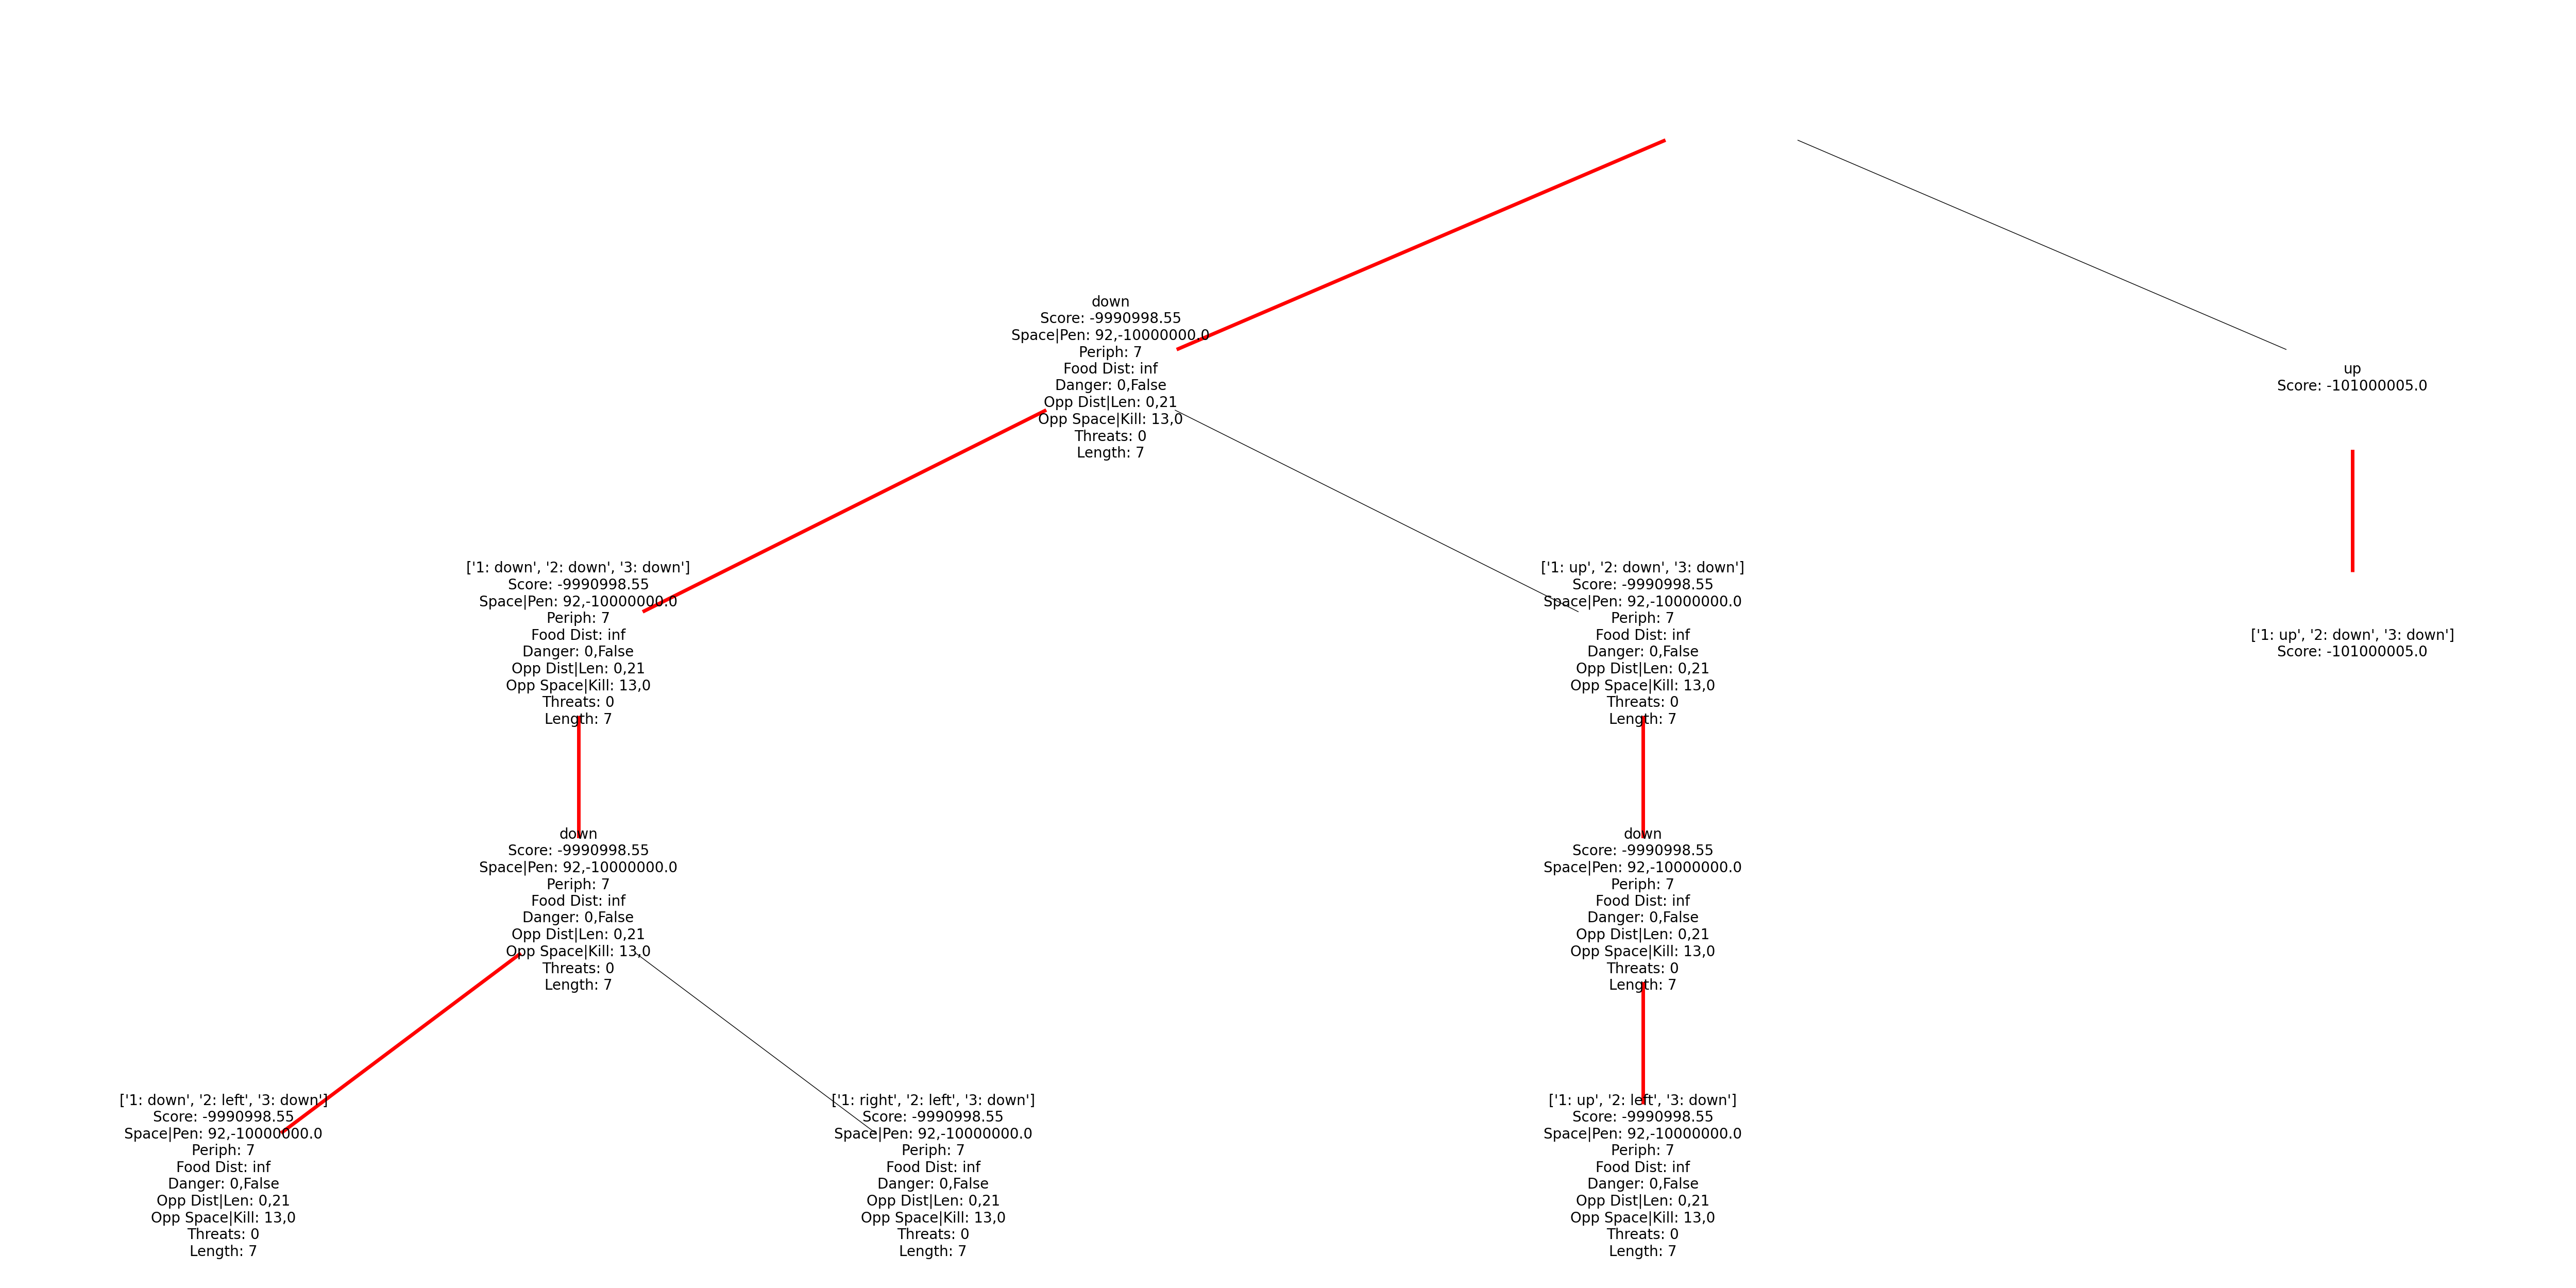 down
Score: -9990998.55
Space|Pen: 92,-10000000.0
Periph: 7
Food Dist: inf
Danger: 0,False
Opp Dist|Len: 0,21
Opp Space|Kill: 13,0
Threats: 0
Length: 7
up
Score: -101000005.0
['1: down', '2: down', '3: down']
Score: -9990998.55
Space|Pen: 92,-10000000.0
Periph: 7
Food Dist: inf
Danger: 0,False
Opp Dist|Len: 0,21
Opp Space|Kill: 13,0
Threats: 0
Length: 7
['1: up', '2: down', '3: down']
Score: -9990998.55
Space|Pen: 92,-10000000.0
Periph: 7
Food Dist: inf
Danger: 0,False
Opp Dist|Len: 0,21
Opp Space|Kill: 13,0
Threats: 0
Length: 7
['1: up', '2: down', '3: down']
Score: -101000005.0
down
Score: -9990998.55
Space|Pen: 92,-10000000.0
Periph: 7
Food Dist: inf
Danger: 0,False
Opp Dist|Len: 0,21
Opp Space|Kill: 13,0
Threats: 0
Length: 7
down
Score: -9990998.55
Space|Pen: 92,-10000000.0
Periph: 7
Food Dist: inf
Danger: 0,False
Opp Dist|Len: 0,21
Opp Space|Kill: 13,0
Threats: 0
Length: 7
['1: down', '2: left', '3: down']
Score: -9990998.55
Space|Pen: 92,-10000000.0
Periph: 7
Food Dist: inf
Danger: 0,False
Opp Dist|Len: 0,21
Opp Space|Kill: 13,0
Threats: 0
Length: 7
['1: right', '2: left', '3: down']
Score: -9990998.55
Space|Pen: 92,-10000000.0
Periph: 7
Food Dist: inf
Danger: 0,False
Opp Dist|Len: 0,21
Opp Space|Kill: 13,0
Threats: 0
Length: 7
['1: up', '2: left', '3: down']
Score: -9990998.55
Space|Pen: 92,-10000000.0
Periph: 7
Food Dist: inf
Danger: 0,False
Opp Dist|Len: 0,21
Opp Space|Kill: 13,0
Threats: 0
Length: 7